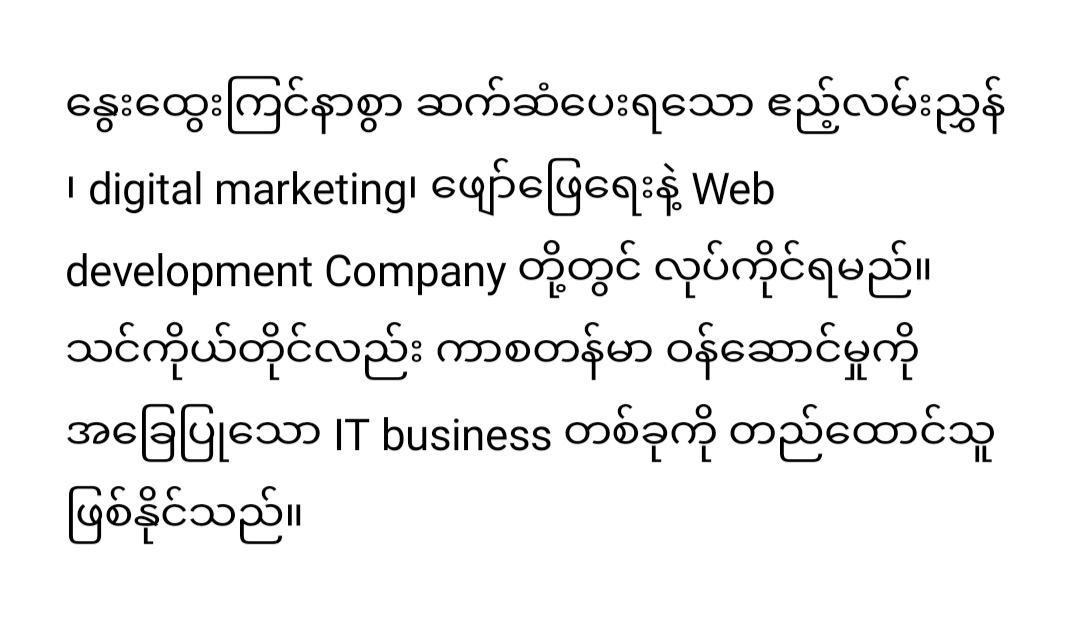 နွေးထွေးကြင်နာစွာ ဆက်ဆံပေးရသော ဧည့်လမ်းညွှန်
၊ digital marketing၊ ဖျော်ဖြေရေးနဲ့ Web
development Company တို့တွင် လုပ်ကိုင်ရမည်။
သင်ကိုယ်တိုင်လည်း ကာစတန်မာ ဝန်ဆောင်မှုကို
အခြေပြုသော IT business တစ်ခုကို တည်ထောင်သူ
ဖြစ်နိုင်သည်။